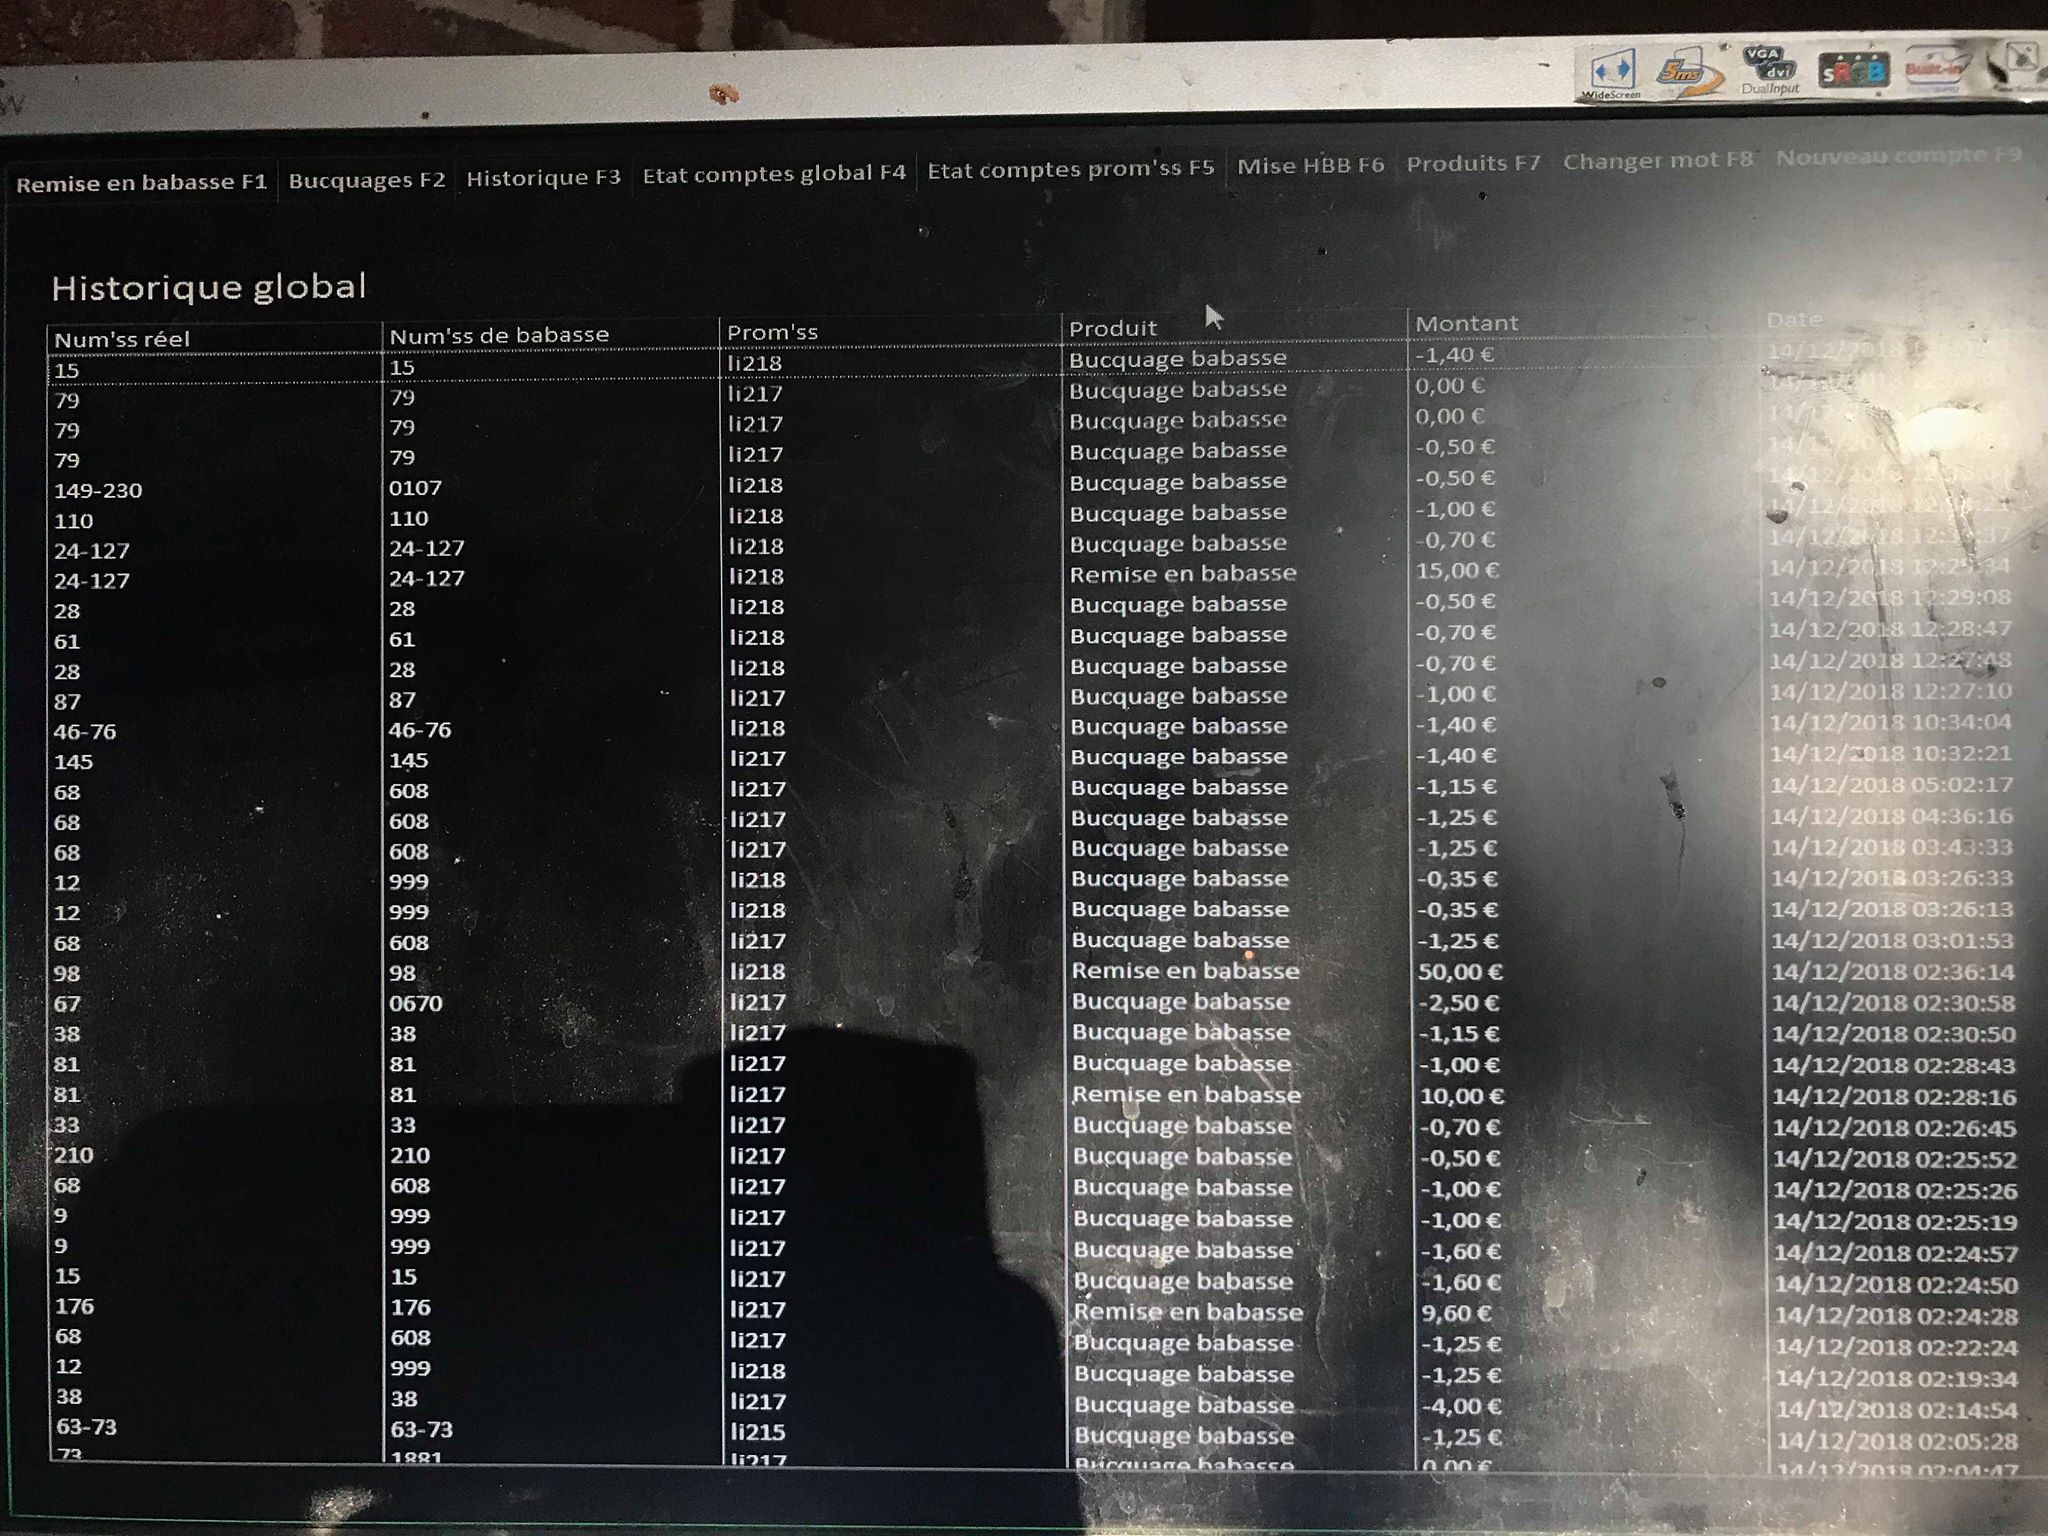 WideScreen 5ms VGA dvi DualInput sRGB Built-in
Remise en babasse F1 Bucquages F2 Historique F3 Etat comptes global F4 Etat comptes prom'ss F5 Mise HBB F6 Produits F7 Changer mot F8 Nouveau compte F9
Historique global
Num'ss réel Num'ss de babasse Prom'ss Produit Montant Date
15 15 li218 Bucquage babasse -1,40 €
79 79 li217 Bucquage babasse 0,00 €
79 79 li217 Bucquage babasse 0,00 €
79 79 li217 Bucquage babasse -0,50 €
149-230 0107 li218 Bucquage babasse -0,50 €
110 110 li218 Bucquage babasse -1,00 €
24-127 24-127 li218 Bucquage babasse -0,70 € 14/12/2018
24-127 24-127 li218 Remise en babasse 15,00 € 14/12/2018
28 28 li218 Bucquage babasse -0,50 € 14/12/2018 12:29:08
61 61 li218 Bucquage babasse -0,70 € 14/12/2018 12:28:47
28 28 li218 Bucquage babasse -0,70 € 14/12/2018 12:27:48
87 87 li217 Bucquage babasse -1,00 € 14/12/2018 12:27:10
46-76 46-76 li218 Bucquage babasse -1,40 € 14/12/2018 10:34:04
145 145 li217 Bucquage babasse -1,40 € 14/12/2018 10:32:21
68 608 li217 Bucquage babasse -1,15 € 14/12/2018 05:02:17
68 608 li217 Bucquage babasse -1,25 € 14/12/2018 04:36:16
68 608 li217 Bucquage babasse -1,25 € 14/12/2018 03:43:33
12 999 li218 Bucquage babasse -0,35 € 14/12/2018 03:26:33
12 999 li218 Bucquage babasse -0,35 € 14/12/2018 03:26:13
68 608 li217 Bucquage babasse -1,25 € 14/12/2018 03:01:53
98 98 li218 Remise en babasse 50,00 € 14/12/2018 02:36:14
67 0670 li217 Bucquage babasse -2,50 € 14/12/2018 02:30:58
38 38 li217 Bucquage babasse -1,15 € 14/12/2018 02:30:50
81 81 li217 Bucquage babasse -1,00 € 14/12/2018 02:28:43
81 81 li217 Remise en babasse 10,00 € 14/12/2018 02:28:16
33 33 li217 Bucquage babasse -0,70 € 14/12/2018 02:26:45
210 210 li217 Bucquage babasse -0,50 € 14/12/2018 02:25:52
68 608 li217 Bucquage babasse -1,00 € 14/12/2018 02:25:26
9 999 li217 Bucquage babasse -1,00 € 14/12/2018 02:25:19
9 999 li217 Bucquage babasse -1,60 € 14/12/2018 02:24:57
15 15 li217 Bucquage babasse -1,60 € 14/12/2018 02:24:50
176 176 li217 Remise en babasse 9,60 € 14/12/2018 02:24:28
68 608 li217 Bucquage babasse -1,25 € 14/12/2018 02:22:24
12 999 li218 Bucquage babasse -1,25 € 14/12/2018 02:19:34
38 38 li217 Bucquage babasse -4,00 € 14/12/2018 02:14:54
63-73 63-73 li215 Bucquage babasse -1,25 € 14/12/2018 02:05:28
73 1881 li217 Bucquage babasse 0,00 € 14/12/2018 02:04:47